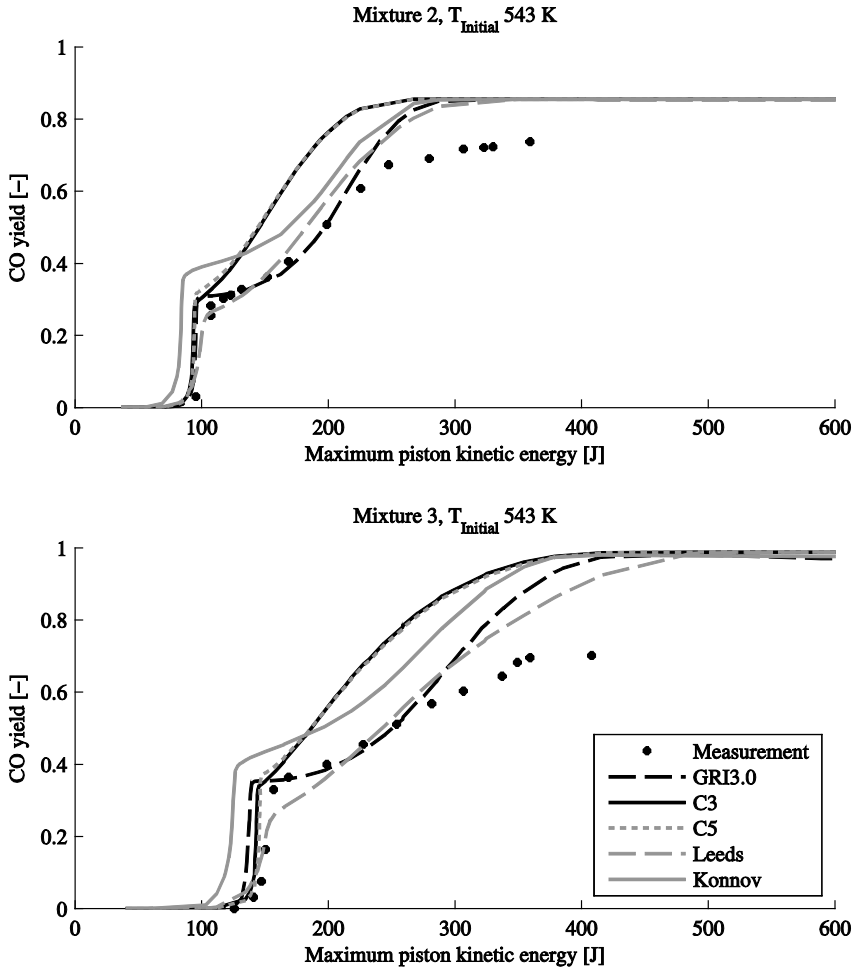 Mixture 2, T_Initial 543 K
1
0.8
0.6
0.4
0.2
0
CO yield [−]
0 100 200 300 400 500 600
Maximum piston kinetic energy [J]
Mixture 3, T_Initial 543 K
1
0.8
0.6
0.4
0.2
0
CO yield [−]
Measurement
GRI3.0
C3
C5
Leeds
Konnov
0 100 200 300 400 500 600
Maximum piston kinetic energy [J]